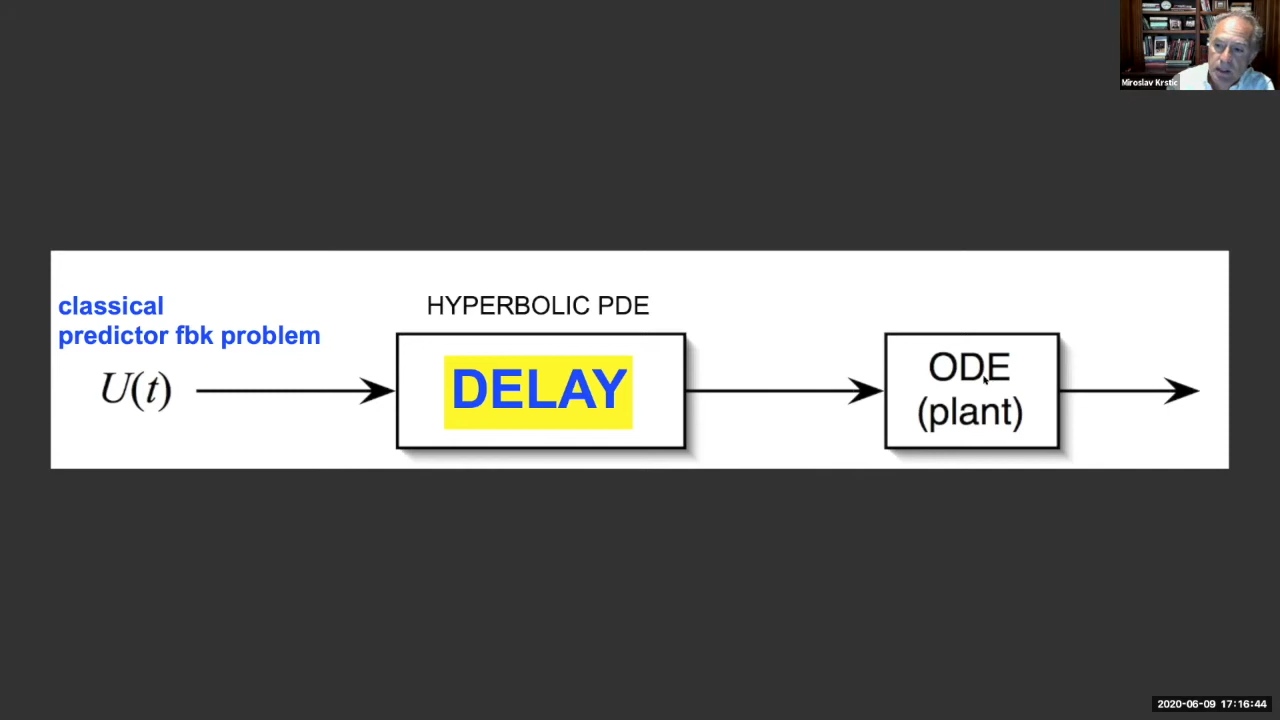 Miroslav Krstic
classical
predictor fbk problem
HYPERBOLIC PDE
U(t)
DELAY
ODE
(plant)
2020-06-09 17:16:44